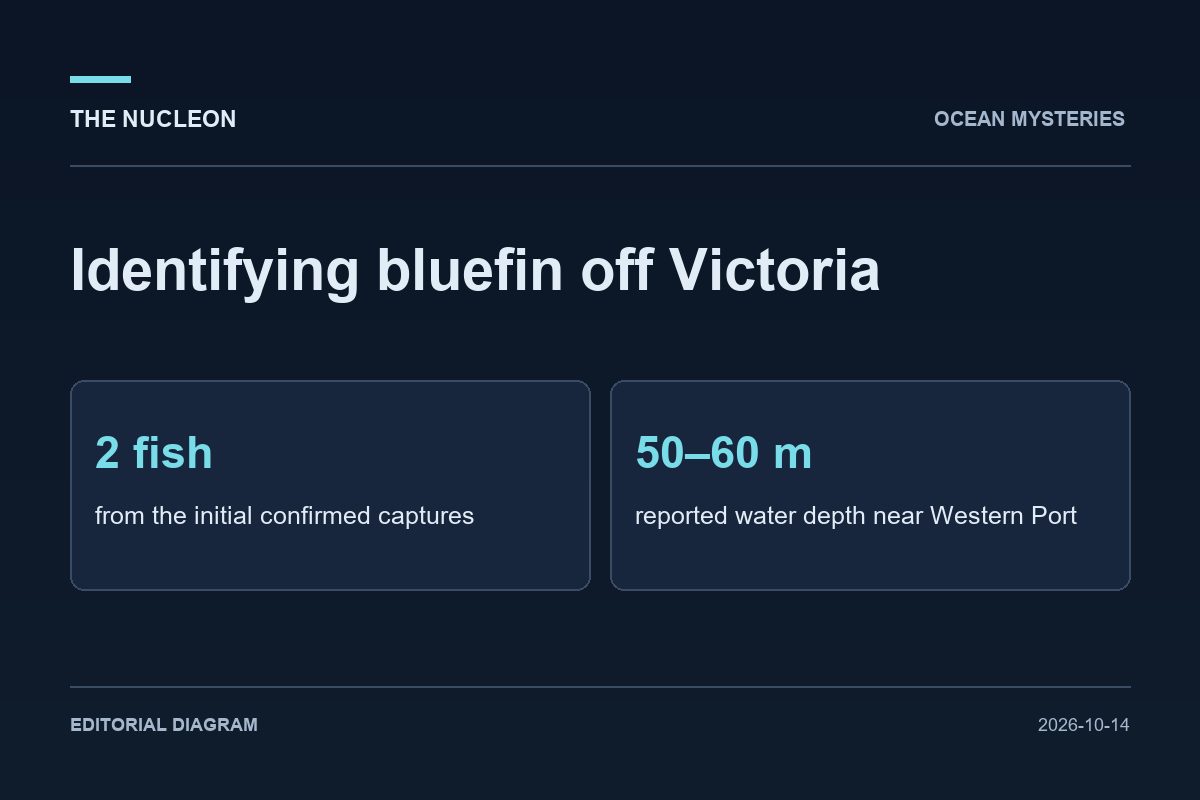 THE NUCLEON
OCEAN MYSTERIES
Identifying bluefin off Victoria
2 fish
from the initial confirmed captures
50–60 m
reported water depth near Western Port
EDITORIAL DIAGRAM
2026-10-14